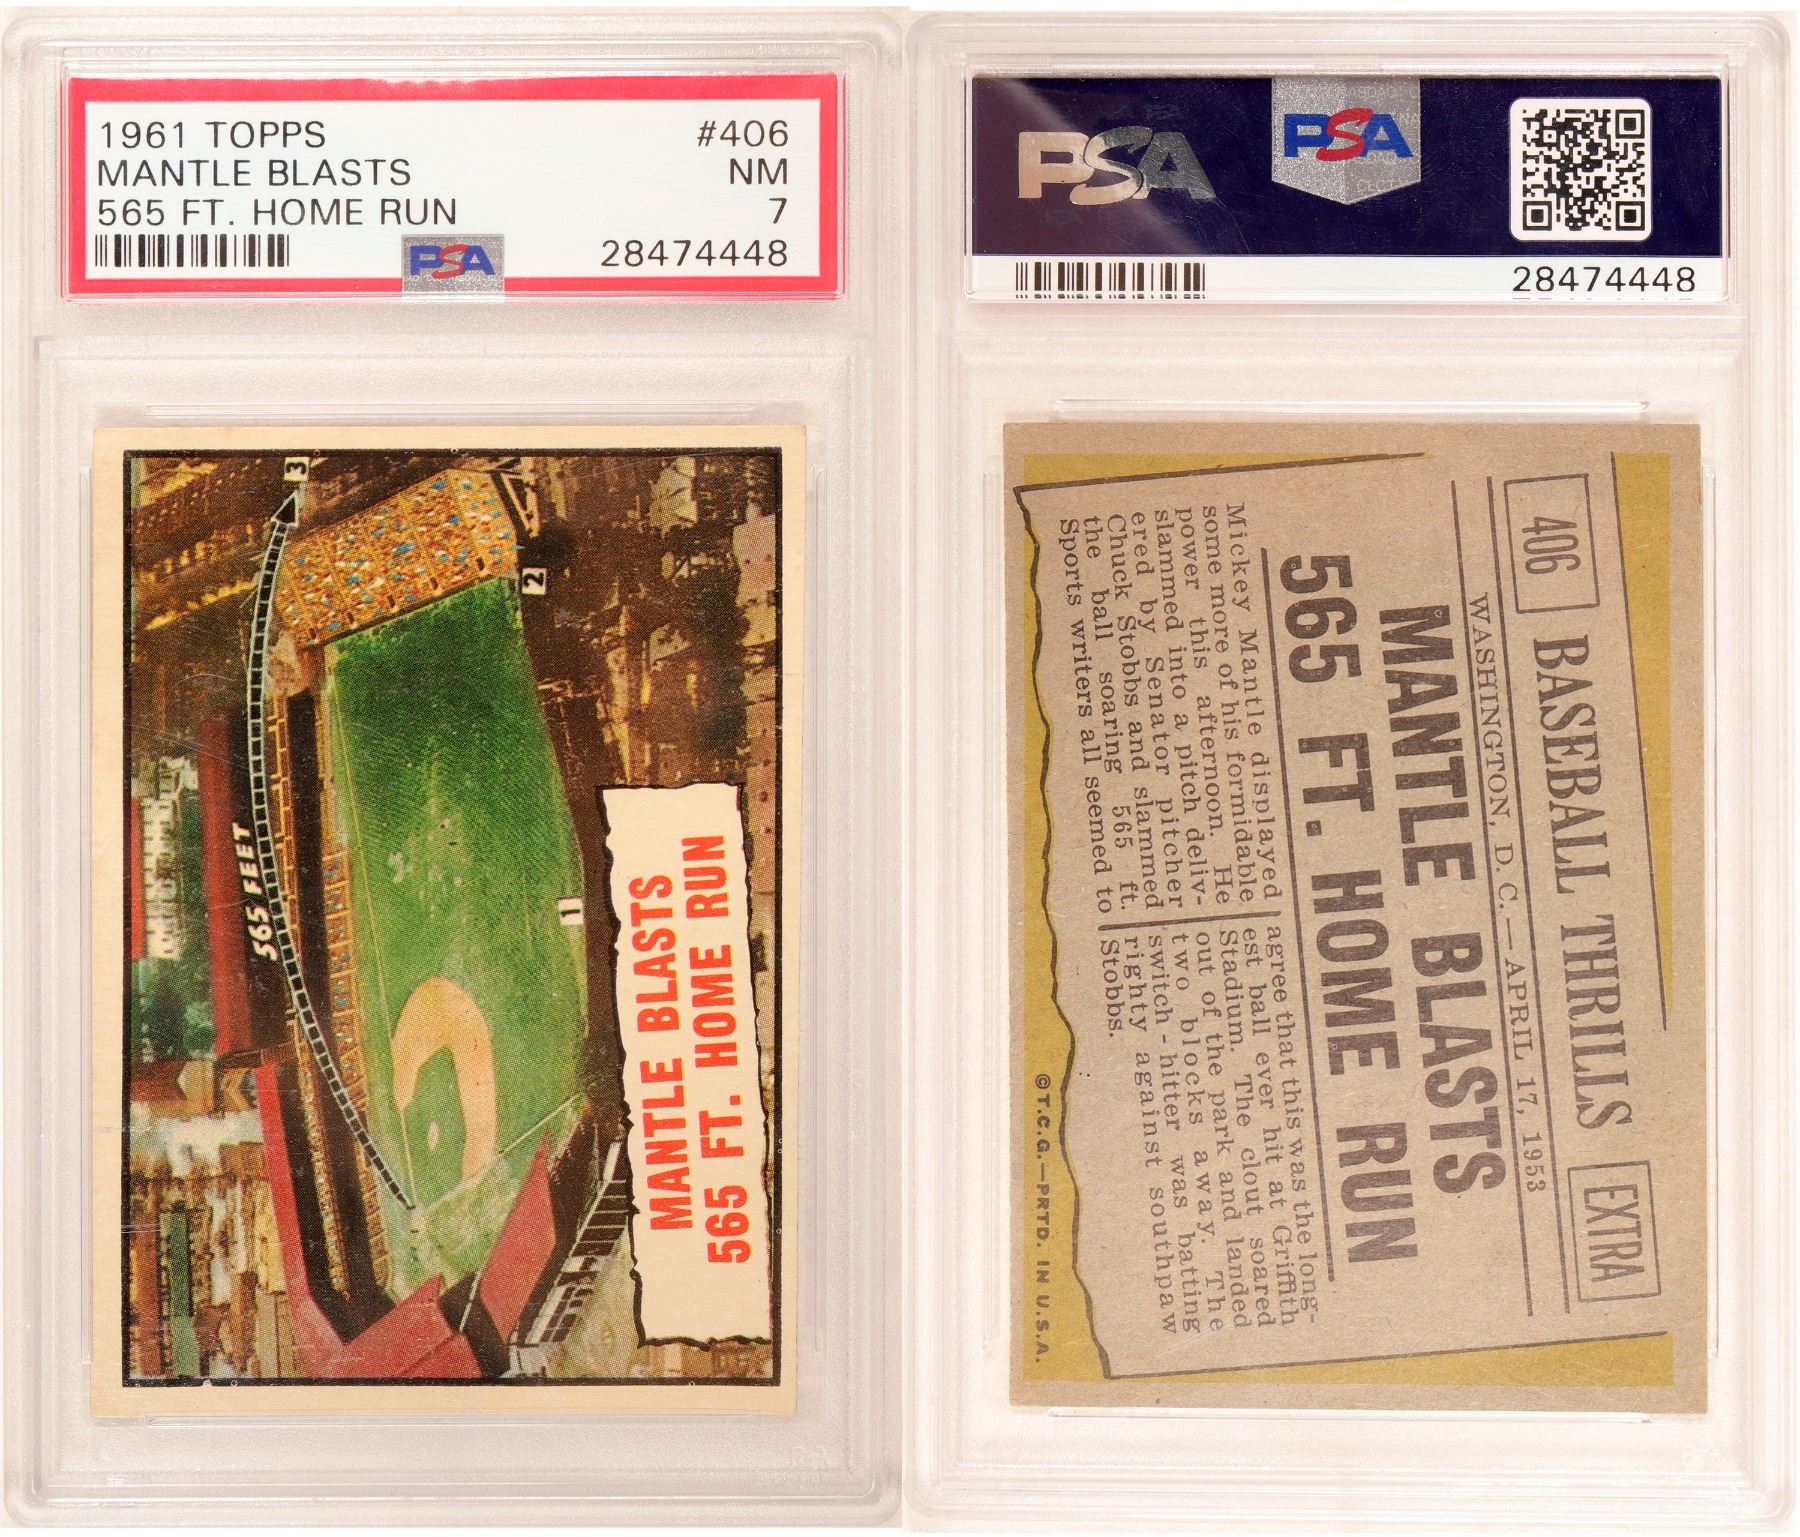 1961 TOPPS
#406
MANTLE BLASTS
NM
565 FT. HOME RUN
7
PSA
28474448
3
2
1
565 FEET
MANTLE BLASTS
565 FT. HOME RUN
PSA
PSA
28474448
406
BASEBALL THRILLS
EXTRA
WASHINGTON, D. C.—APRIL 17, 1953
MANTLE BLASTS
565 FT. HOME RUN
Mickey Mantle displayed
some more of his formidable
power this afternoon. He
slammed into a pitch deliv-
ered by Senator pitcher
Chuck Stobbs and slammed
the ball soaring 565 ft.
Sports writers all seemed to
agree that this was the long-
est ball ever hit at Griffith
Stadium. The clout soared
out of the park and landed
two blocks away. The
switch-hitter was batting
righty against southpaw
Stobbs.
©T.C.G.—PRTD. IN U.S.A.